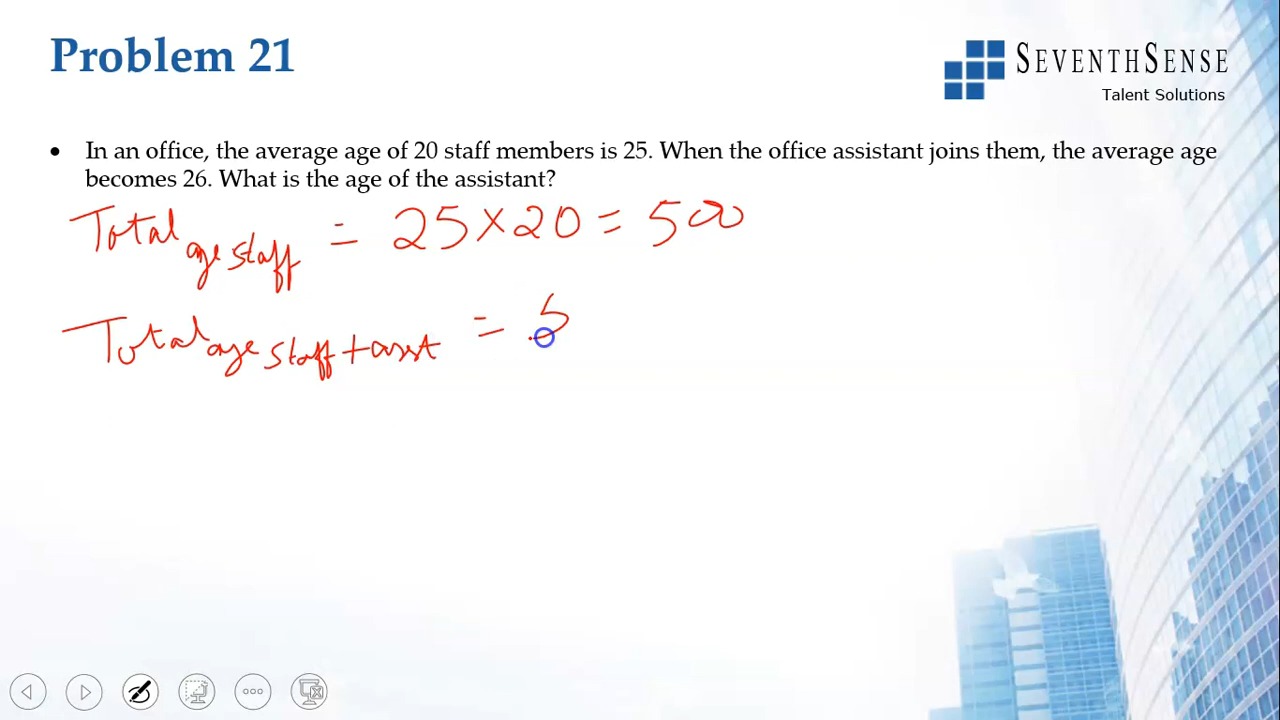 Problem 21
SEVENTHSENSE
Talent Solutions
• In an office, the average age of 20 staff members is 25. When the office assistant joins them, the average age
becomes 26. What is the age of the assistant?
Total age staff = 25 × 20 = 500
Total age staff + asst = 5